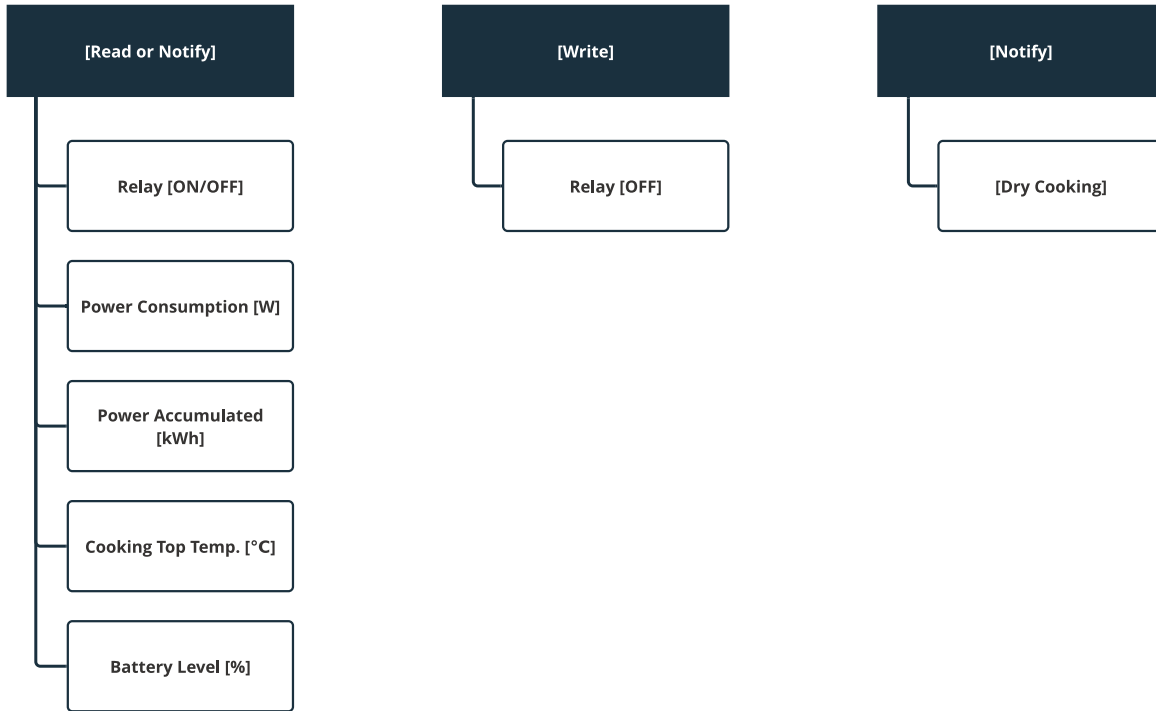 [Read or Notify]
Relay [ON/OFF]
Power Consumption [W]
Power Accumulated
[kWh]
Cooking Top Temp. [°C]
Battery Level [%]
[Write]
Relay [OFF]
[Notify]
[Dry Cooking]